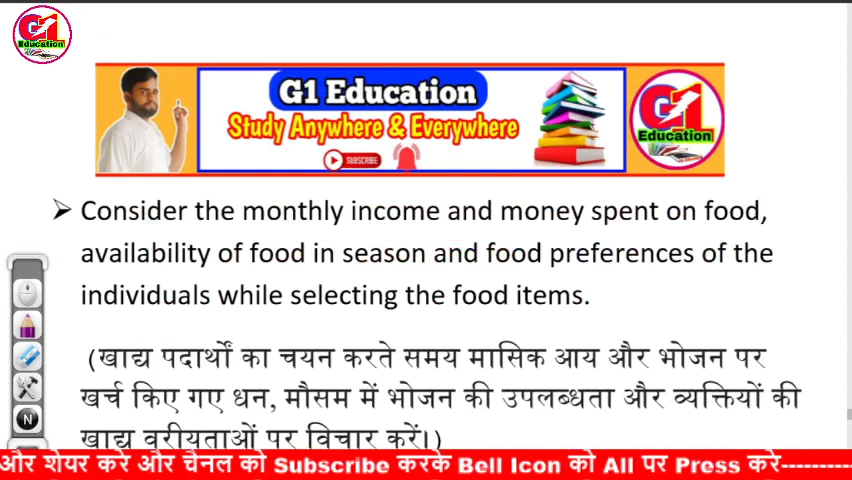 G1
Education
G1 Education
Study Anywhere & Everywhere
SUBSCRIBE
G1
Education
➢ Consider the monthly income and money spent on food,
availability of food in season and food preferences of the
individuals while selecting the food items.
(खाद्य पदार्थों का चयन करते समय मासिक आय और भोजन पर
खर्च किए गए धन, मौसम में भोजन की उपलब्धता और व्यक्तियों की
खाद्य वरीयताओं पर विचार करें।)
N
और शेयर करे और चैनल को Subscribe करके Bell Icon को All पर Press करे----------